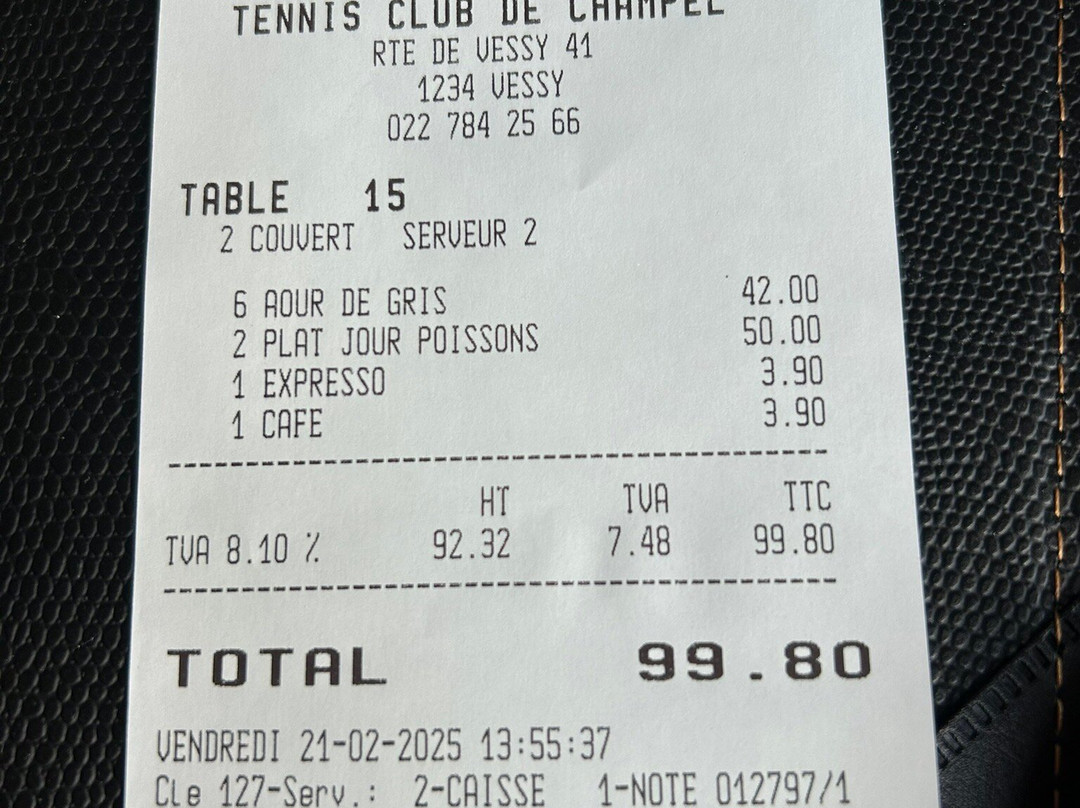 TENNIS CLUB DE CHAMPEL
RTE DE VESSY 41
1234 VESSY
022 784 25 66
TABLE 15
2 COUVERT SERVEUR 2
6 AOUR DE GRIS 42.00
2 PLAT JOUR POISSONS 50.00
1 EXPRESSO 3.90
1 CAFE 3.90
HT TVA TTC
TVA 8.10 % 92.32 7.48 99.80
TOTAL 99.80
VENDREDI 21-02-2025 13:55:37
Cle 127-Serv.: 2-CAISSE 1-NOTE 012797/1